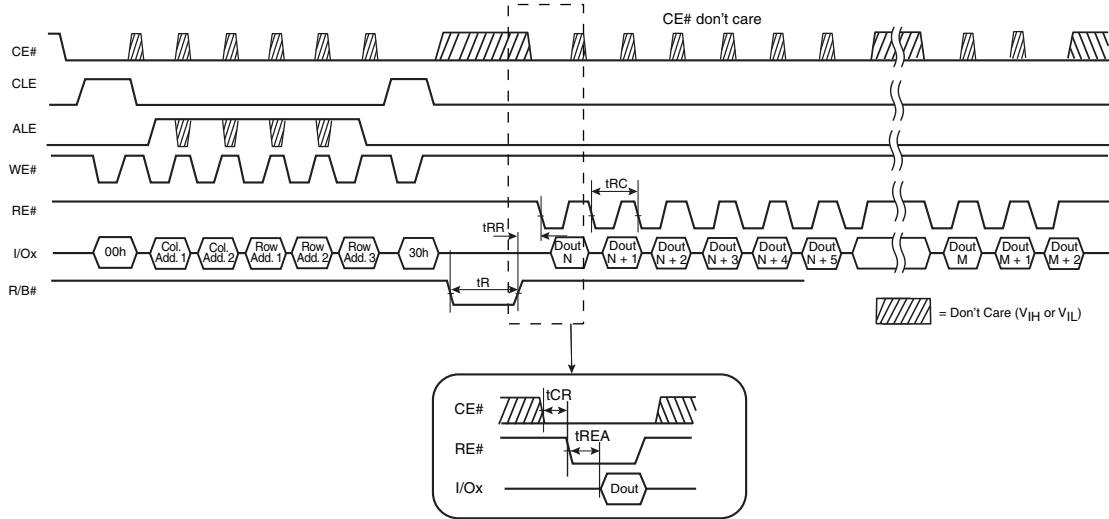 CE# don't care
CE#
CLE
ALE
WE#
RE#
tRC
tRR
I/Ox
00h
Col. Add. 1
Col. Add. 2
Row Add. 1
Row Add. 2
Row Add. 3
30h
Dout N
Dout N + 1
Dout N + 2
Dout N + 3
Dout N + 4
Dout N + 5
Dout M
Dout M + 1
Dout M + 2
R/B#
tR
= Don't Care (VIH or VIL)
CE#
tCR
RE#
tREA
I/Ox
Dout